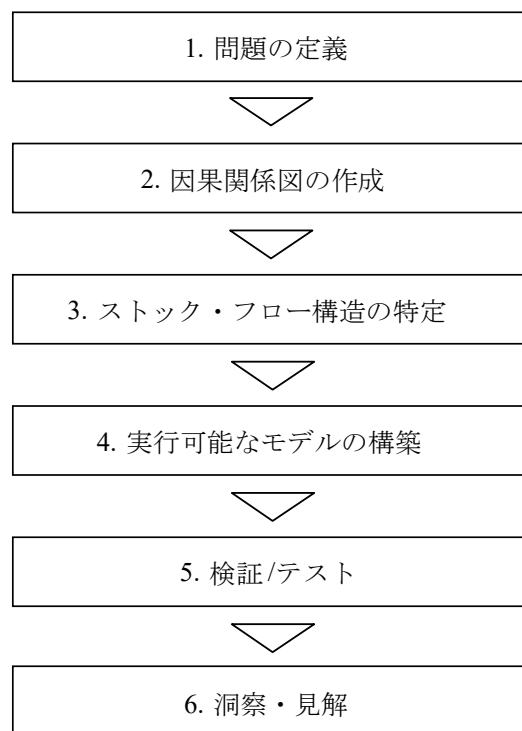 1. 問題の定義
2. 因果関係図の作成
3. ストック・フロー構造の特定
4. 実行可能なモデルの構築
5. 検証/テスト
6. 洞察・見解